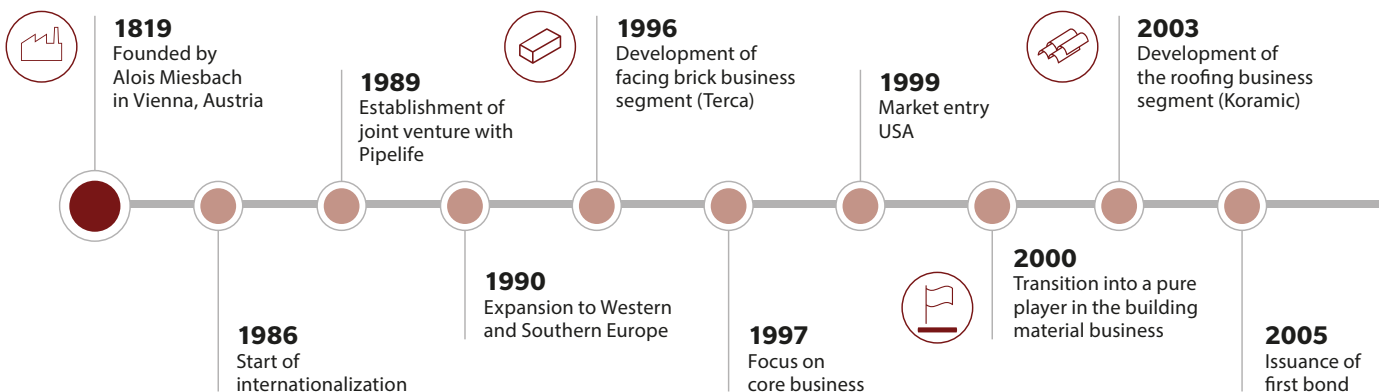 1819
Founded by
Alois Miesbach
in Vienna, Austria
1986
Start of
internationalization
1989
Establishment of
joint venture with
Pipelife
1990
Expansion to Western
and Southern Europe
1996
Development of
facing brick business
segment (Terca)
1997
Focus on
core business
1999
Market entry
USA
2000
Transition into a pure
player in the building
material business
2003
Development of
the roofing business
segment (Koramic)
2005
Issuance of
first bond